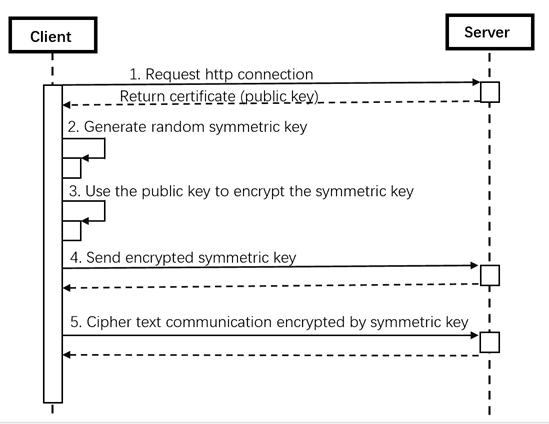 Client
Server
1. Request http connection
Return certificate (public key)
2. Generate random symmetric key
3. Use the public key to encrypt the symmetric key
4. Send encrypted symmetric key
5. Cipher text communication encrypted by symmetric key